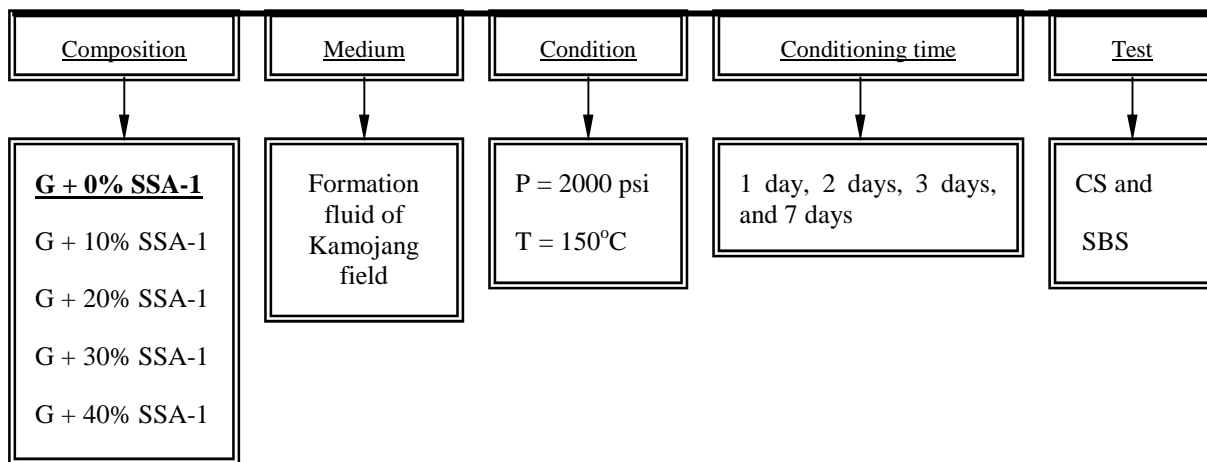 Composition
Medium
Condition
Conditioning time
Test
G + 0% SSA-1
G + 10% SSA-1
G + 20% SSA-1
G + 30% SSA-1
G + 40% SSA-1
Formation
fluid of
Kamojang
field
P = 2000 psi
T = 150°C
1 day, 2 days, 3 days,
and 7 days
CS and
SBS